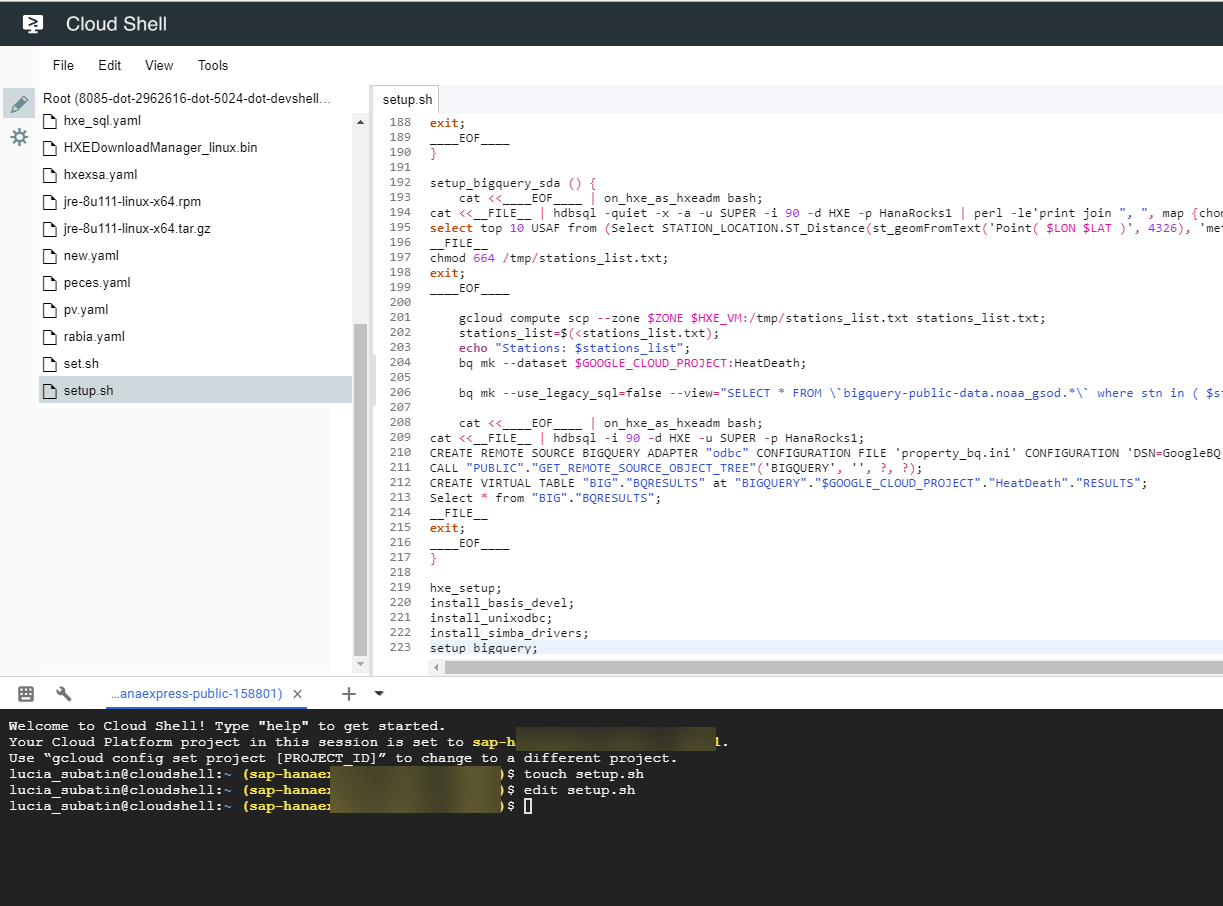 Cloud Shell
File Edit View Tools
Root (8085-dot-2962616-dot-5024-dot-devshell...
hxe_sql.yaml
HXEDownloadManager_linux.bin
hxexsa.yaml
jre-8u111-linux-x64.rpm
jre-8u111-linux-x64.tar.gz
new.yaml
peces.yaml
pv.yaml
rabia.yaml
set.sh
setup.sh
setup.sh
188 exit;
189 ____EOF____
190 }
191
192 setup_bigquery_sda () {
193     cat <<____EOF____ | on_hxe_as_hxeadm bash;
194 cat <<__FILE__ | hdbsql -quiet -x -a -u SUPER -i 90 -d HXE -p HanaRocks1 | perl -le'print join ", ", map {chon
195 select top 10 USAF from (Select STATION_LOCATION.ST_Distance(st_geomFromText('Point( $LON $LAT )', 4326), 'met
196 __FILE__
197 chmod 664 /tmp/stations_list.txt;
198 exit;
199 ____EOF____
200
201     gcloud compute scp --zone $ZONE $HXE_VM:/tmp/stations_list.txt stations_list.txt;
202     stations_list=$(<stations_list.txt);
203     echo "Stations: $stations_list";
204     bq mk --dataset $GOOGLE_CLOUD_PROJECT:HeatDeath;
205
206     bq mk --use_legacy_sql=false --view="SELECT * FROM \`bigquery-public-data.noaa_gsod.*\` where stn in ( $st
207
208     cat <<____EOF____ | on_hxe_as_hxeadm bash;
209 cat <<__FILE__ | hdbsql -i 90 -d HXE -u SUPER -p HanaRocks1;
210 CREATE REMOTE SOURCE BIGQUERY ADAPTER "odbc" CONFIGURATION FILE 'property_bq.ini' CONFIGURATION 'DSN=GoogleBQ
211 CALL "PUBLIC"."GET_REMOTE_SOURCE_OBJECT_TREE"('BIGQUERY', '', ?, ?);
212 CREATE VIRTUAL TABLE "BIG"."BQRESULTS" at "BIGQUERY"."$GOOGLE_CLOUD_PROJECT"."HeatDeath"."RESULTS";
213 Select * from "BIG"."BQRESULTS";
214 __FILE__
215 exit;
216 ____EOF____
217 }
218
219 hxe_setup;
220 install_basis_devel;
221 install_unixodbc;
222 install_simba_drivers;
223 setup_bigquery;
...anaexpress-public-158801) ×
Welcome to Cloud Shell! Type "help" to get started.
Your Cloud Platform project in this session is set to sap-h 1.
Use “gcloud config set project [PROJECT_ID]” to change to a different project.
lucia_subatin@cloudshell:~ (sap-hanaex )$ touch setup.sh
lucia_subatin@cloudshell:~ (sap-hanaex )$ edit setup.sh
lucia_subatin@cloudshell:~ (sap-hanaex )$